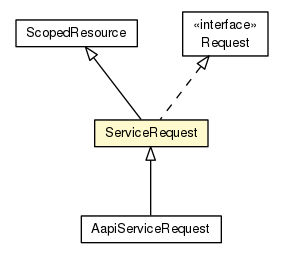 ScopedResource
«interface»
Request
ServiceRequest
AapiServiceRequest